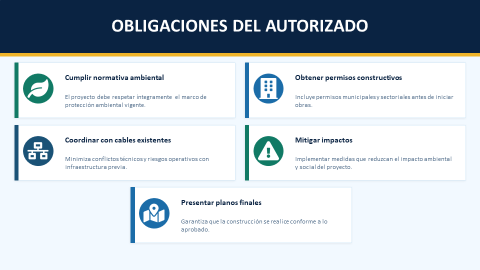 OBLIGACIONES DEL AUTORIZADO
Cumplir normativa ambiental
El proyecto debe respetar íntegramente el marco de
protección ambiental vigente.
Obtener permisos constructivos
Incluye permisos municipales y sectoriales antes de iniciar
obras.
Coordinar con cables existentes
Minimiza conflictos técnicos y riesgos operativos con
infraestructura previa.
Mitigar impactos
Implementar medidas que reduzcan el impacto ambiental
y social del proyecto.
Presentar planos finales
Garantiza que la construcción se realice conforme a lo
aprobado.